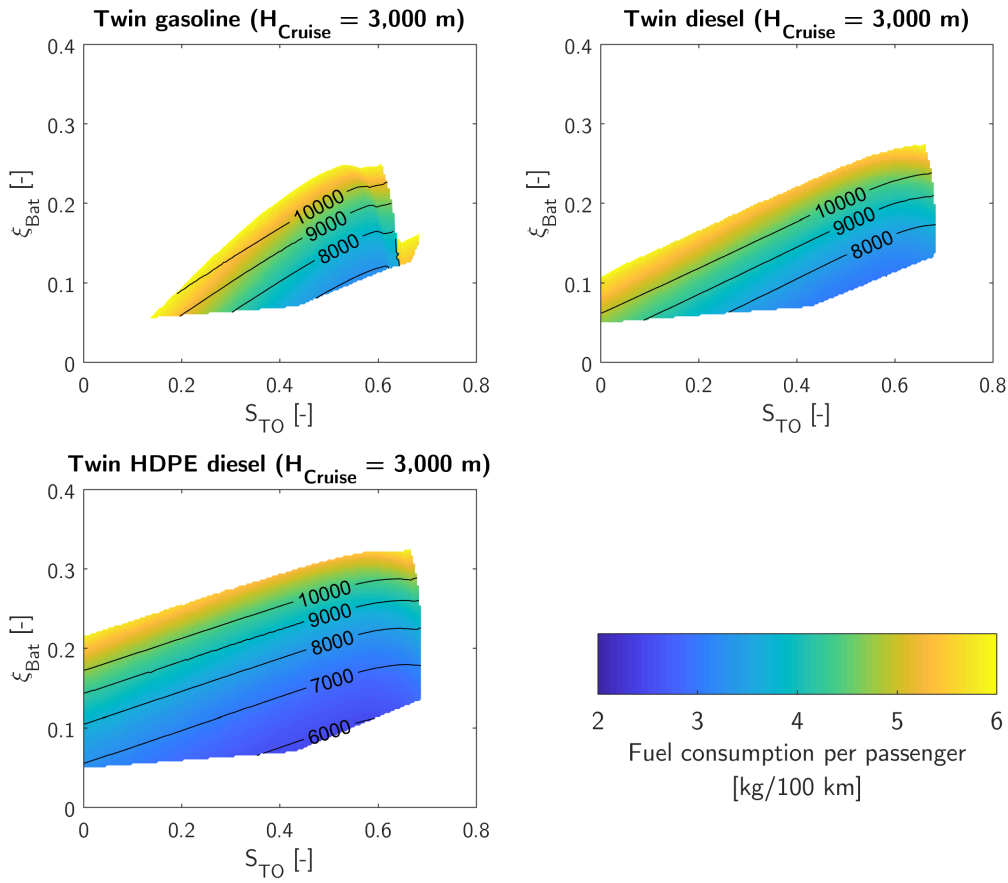 Twin gasoline (H_Cruise = 3,000 m)
0.4
0.3
0.2
0.1
0
ξ_Bat [-]
10000
9000
8000
0 0.2 0.4 0.6 0.8
S_TO [-]
Twin diesel (H_Cruise = 3,000 m)
0.4
0.3
0.2
0.1
0
ξ_Bat [-]
10000
9000
8000
0 0.2 0.4 0.6 0.8
S_TO [-]
Twin HDPE diesel (H_Cruise = 3,000 m)
0.4
0.3
0.2
0.1
0
ξ_Bat [-]
10000
9000
8000
7000
6000
0 0.2 0.4 0.6 0.8
S_TO [-]
2 3 4 5 6
Fuel consumption per passenger
[kg/100 km]